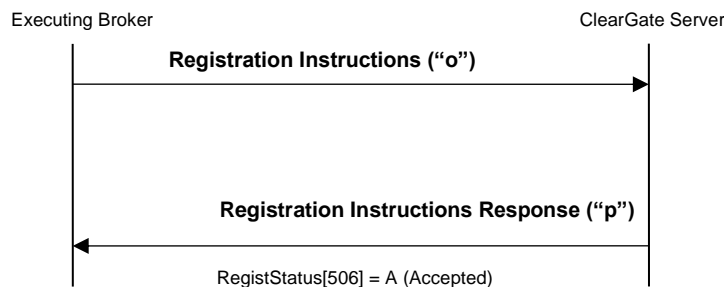 Executing Broker
ClearGate Server
Registration Instructions (“o”)
Registration Instructions Response (“p”)
RegistStatus[506] = A (Accepted)